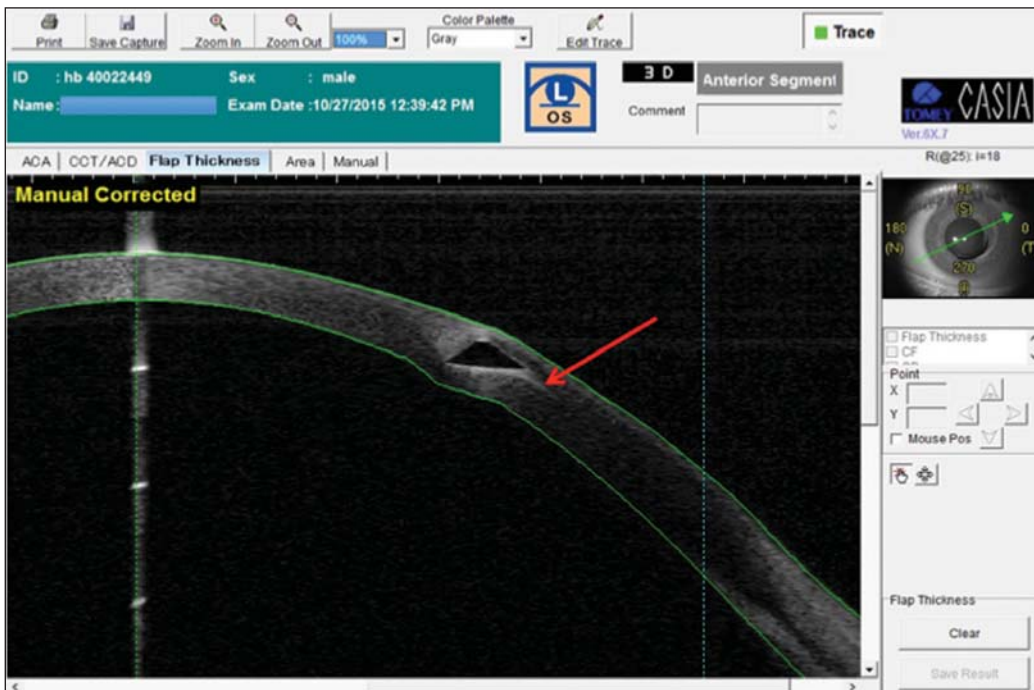 Print Save Capture Zoom In Zoom Out 100% Color Palette Gray Edit Trace Trace
ID : hb 40022449 Sex : male
Name : Exam Date :10/27/2015 12:39:42 PM
L
OS
3 D Anterior Segment
Comment
TOMEY CASIA
Ver.6X.7
ACA CCT/ACD Flap Thickness Area Manual
R(@25): i=18
Manual Corrected
90
(S)
180
(N)
0
(T
270
(I)
Flap Thickness
CF
Point
X
Y
Mouse Pos
Flap Thickness
Clear
Save Result